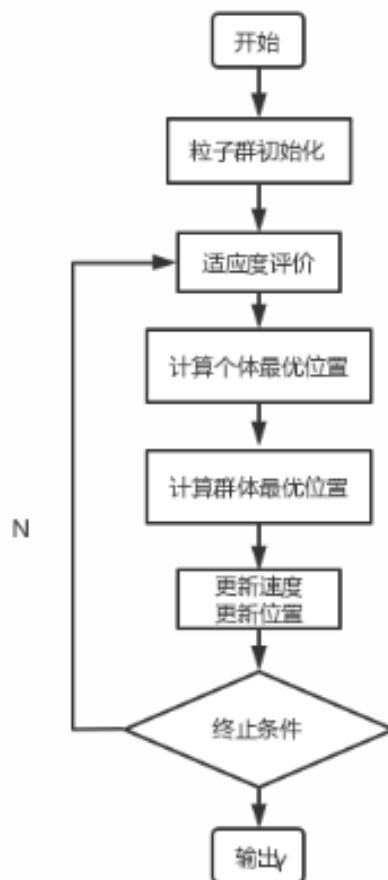 开始
粒子群初始化
适应度评价
计算个体最优位置
计算群体最优位置
N
更新速度
更新位置
终止条件
输出Y